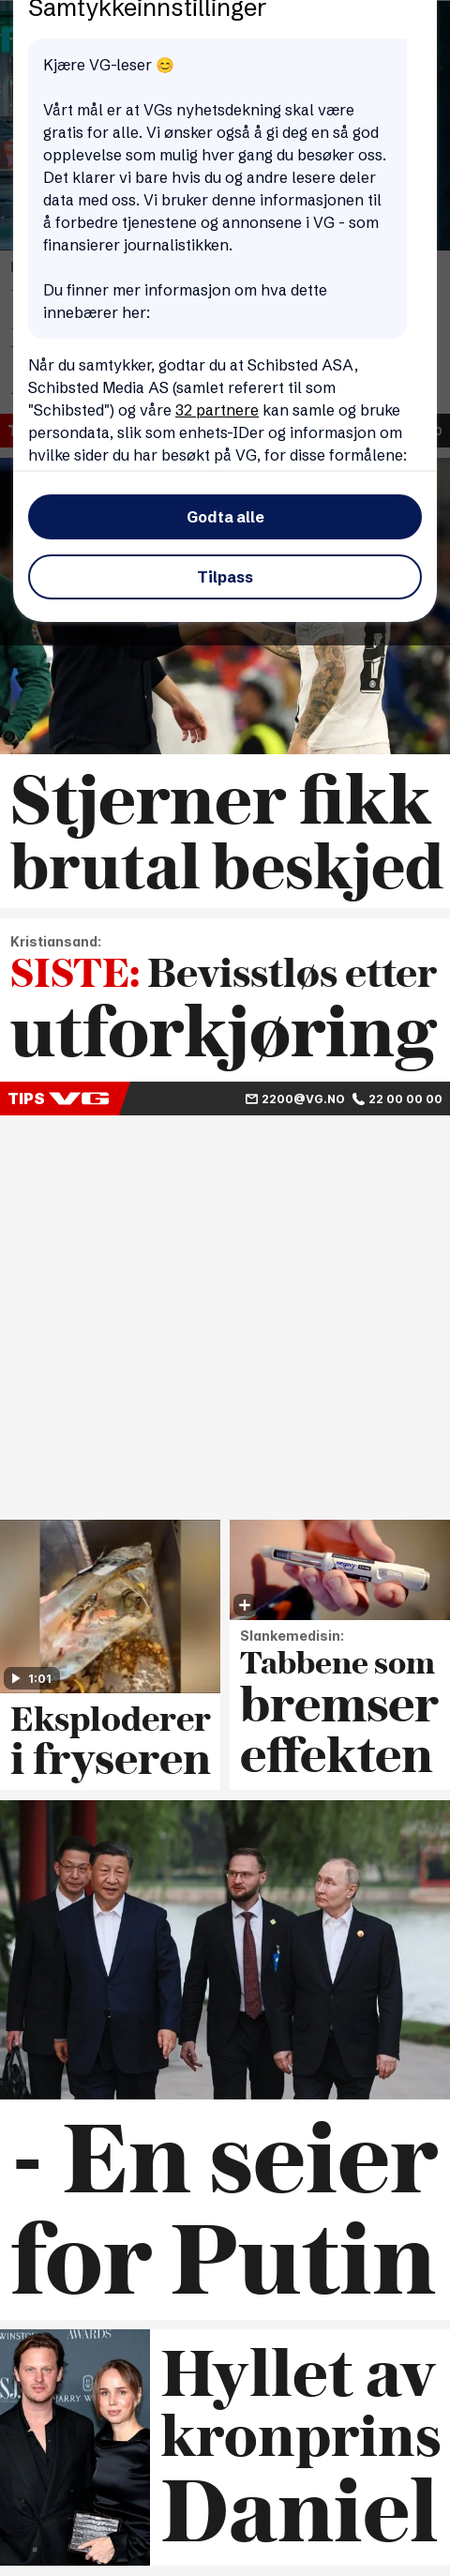 Samtykkeinnstillinger
Kjære VG-leser 😊
Vårt mål er at VGs nyhetsdekning skal være
gratis for alle. Vi ønsker også å gi deg en så god
opplevelse som mulig hver gang du besøker oss.
Det klarer vi bare hvis du og andre lesere deler
data med oss. Vi bruker denne informasjonen til
å forbedre tjenestene og annonsene i VG - som
finansierer journalistikken.
Du finner mer informasjon om hva dette
innebærer her:
Når du samtykker, godtar du at Schibsted ASA,
Schibsted Media AS (samlet referert til som
"Schibsted") og våre 32 partnere kan samle og bruke
persondata, slik som enhets-IDer og informasjon om
hvilke sider du har besøkt på VG, for disse formålene:
Godta alle
Tilpass
Stjerner fikk
brutal beskjed
Kristiansand:
SISTE: Bevisstløs etter
utforkjøring
TIPS VG 2200@VG.NO 22 00 00 00
1:01
Eksploderer
i fryseren
Slankemedisin:
Tabbene som
bremser
effekten
- En seier
for Putin
WINSTON AWARDS
HARRY W
Hyllet av
kronprins
Daniel